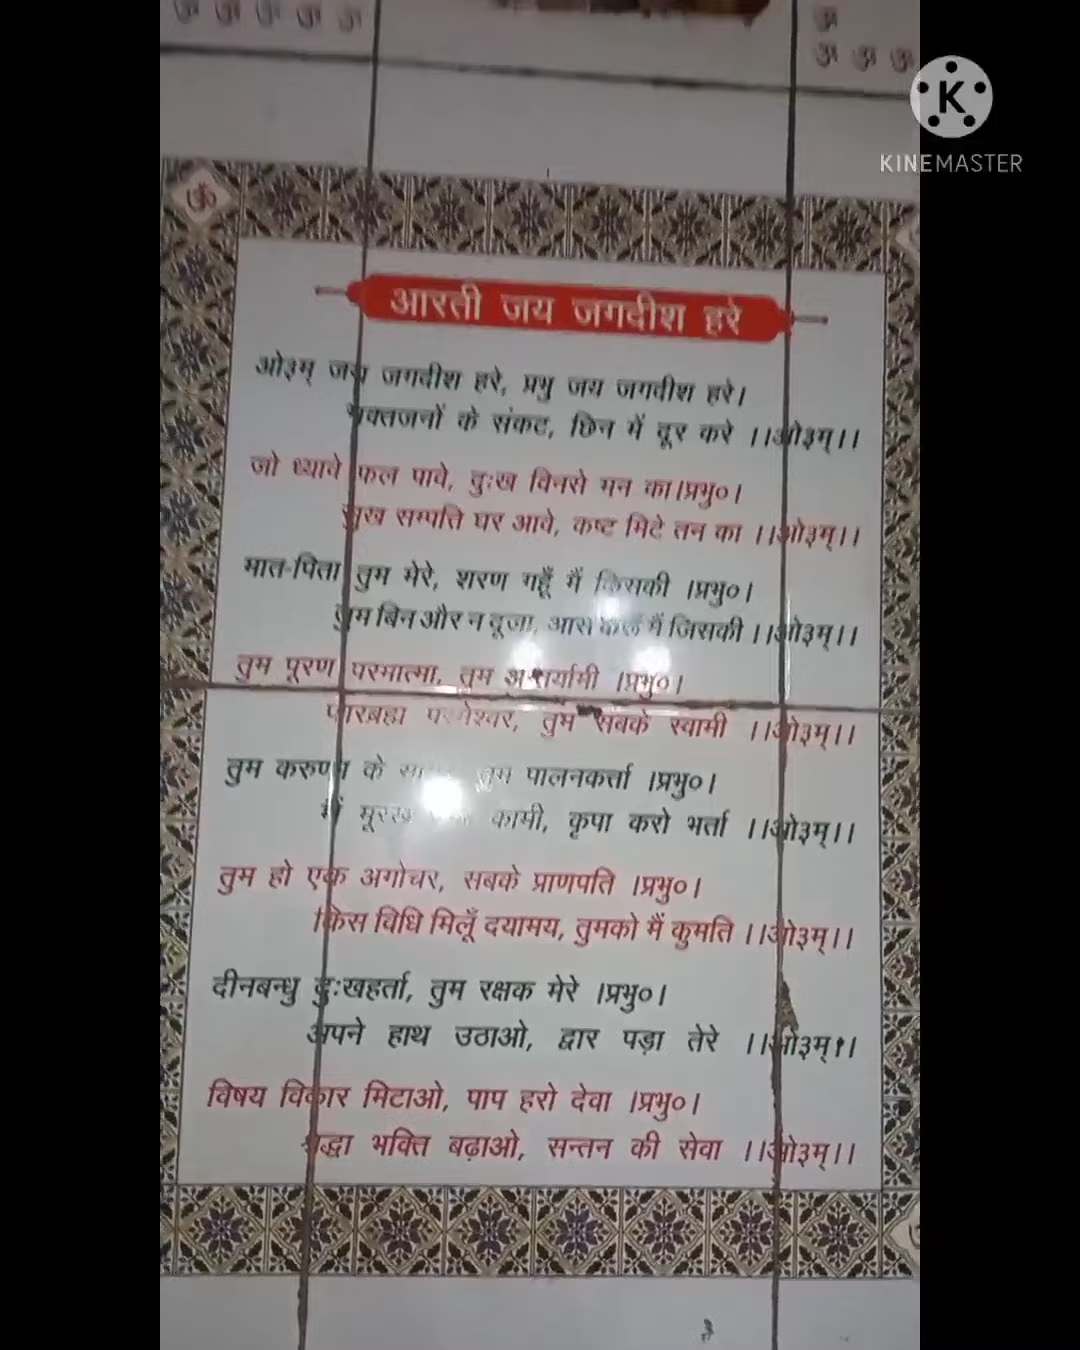 ॐ ॐ ॐ ॐ ॐ
ॐ
ॐ ॐ ॐ
K
KINEMASTER
ॐ
आरती जय जगदीश हरे
ओ३म् जय जगदीश हरे, प्रभु जय जगदीश हरे।
भक्तजनों के संकट, छिन में दूर करे ।।ओ३म्।।
जो ध्यावे फल पावे, दुःख विनसे मन का।प्रभु०।
सुख सम्पत्ति घर आवे, कष्ट मिटे तन का ।।ओ३म्।।
मात-पिता तुम मेरे, शरण गहूँ मैं किसकी ।प्रभु०।
तुम बिन और न दूजा, आस करूँ मैं जिसकी ।।ओ३म्।।
तुम पूरण परमात्मा, तुम अन्तर्यामी ।प्रभु०।
पारब्रह्म परमेश्वर, तुम सबके स्वामी ।।ओ३म्।।
तुम करुणा के तुम पालनकर्त्ता ।प्रभु०।
मैं मूरख कामी, कृपा करो भर्ता ।।ओ३म्।।
तुम हो एक अगोचर, सबके प्राणपति ।प्रभु०।
किस विधि मिलूँ दयामय, तुमको मैं कुमति ।।ओ३म्।।
दीनबन्धु दुःखहर्ता, तुम रक्षक मेरे ।प्रभु०।
अपने हाथ उठाओ, द्वार पड़ा तेरे ।।ओ३म्।।
विषय विकार मिटाओ, पाप हरो देवा ।प्रभु०।
श्रद्धा भक्ति बढ़ाओ, सन्तन की सेवा ।।ओ३म्।।